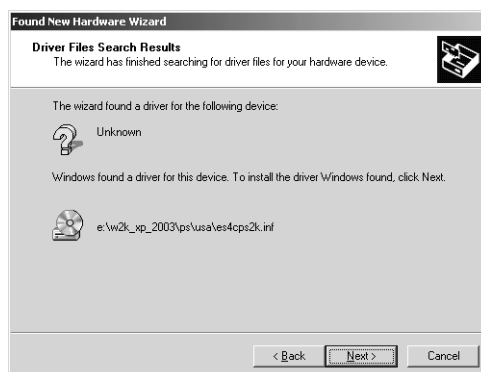 Found New Hardware Wizard
Driver Files Search Results
The wizard has finished searching for driver files for your hardware device.
The wizard found a driver for the following device:
Unknown
Windows found a driver for this device. To install the driver Windows found, click Next.
e:\w2k_xp_2003\ps\usa\es4cps2k.inf
< Back Next > Cancel